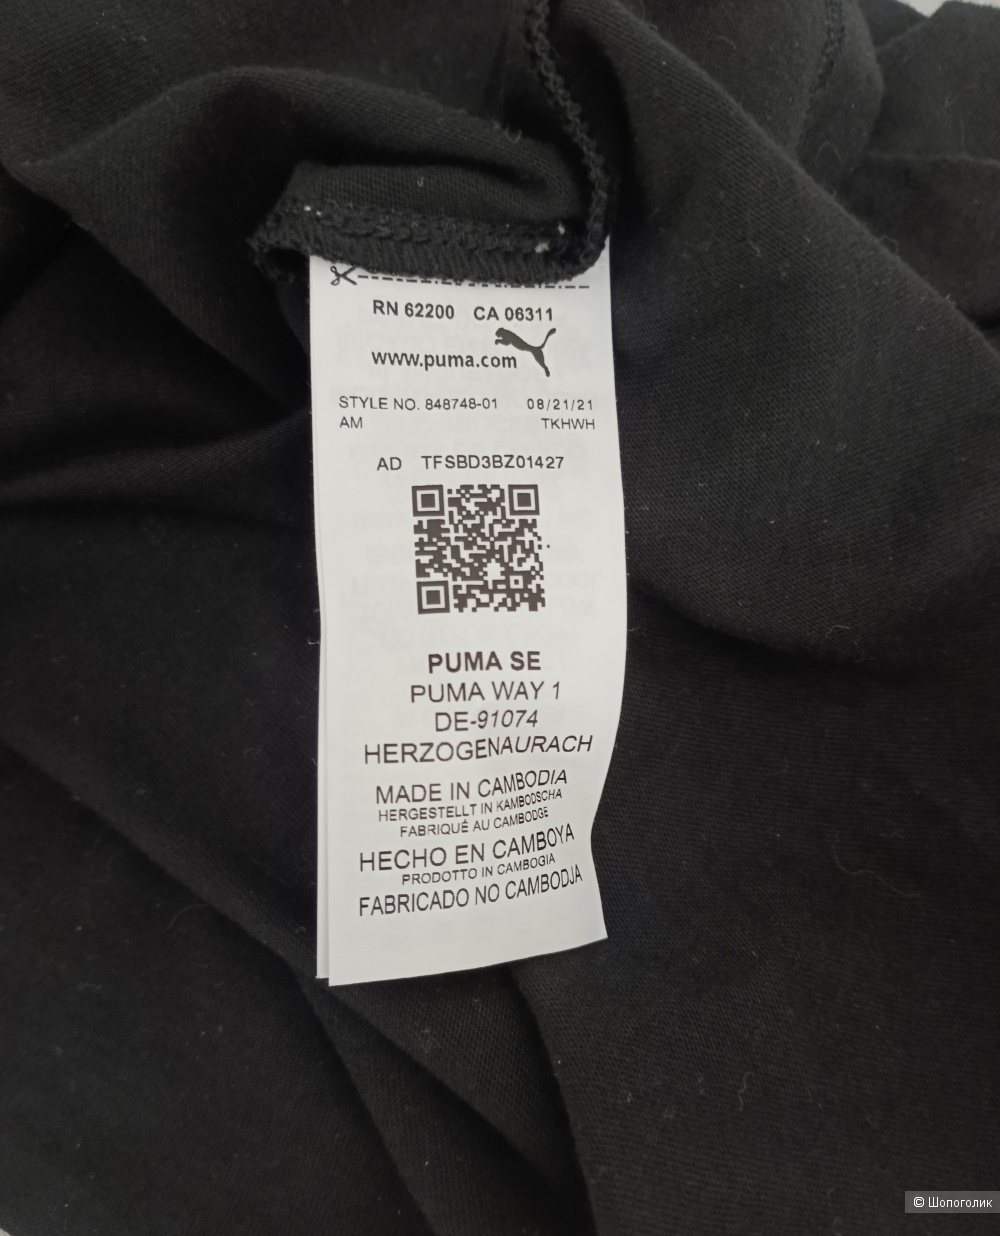 RN 62200 CA 06311
www.puma.com
STYLE NO. 848748-01 08/21/21
AM TKHWH
AD TFSBD3BZ01427
PUMA SE
PUMA WAY 1
DE-91074
HERZOGENAURACH
MADE IN CAMBODIA
HERGESTELLT IN KAMBODSCHA
FABRIQUÉ AU CAMBODGE
HECHO EN CAMBOYA
PRODOTTO IN CAMBOGIA
FABRICADO NO CAMBODJA
© Шопоголик